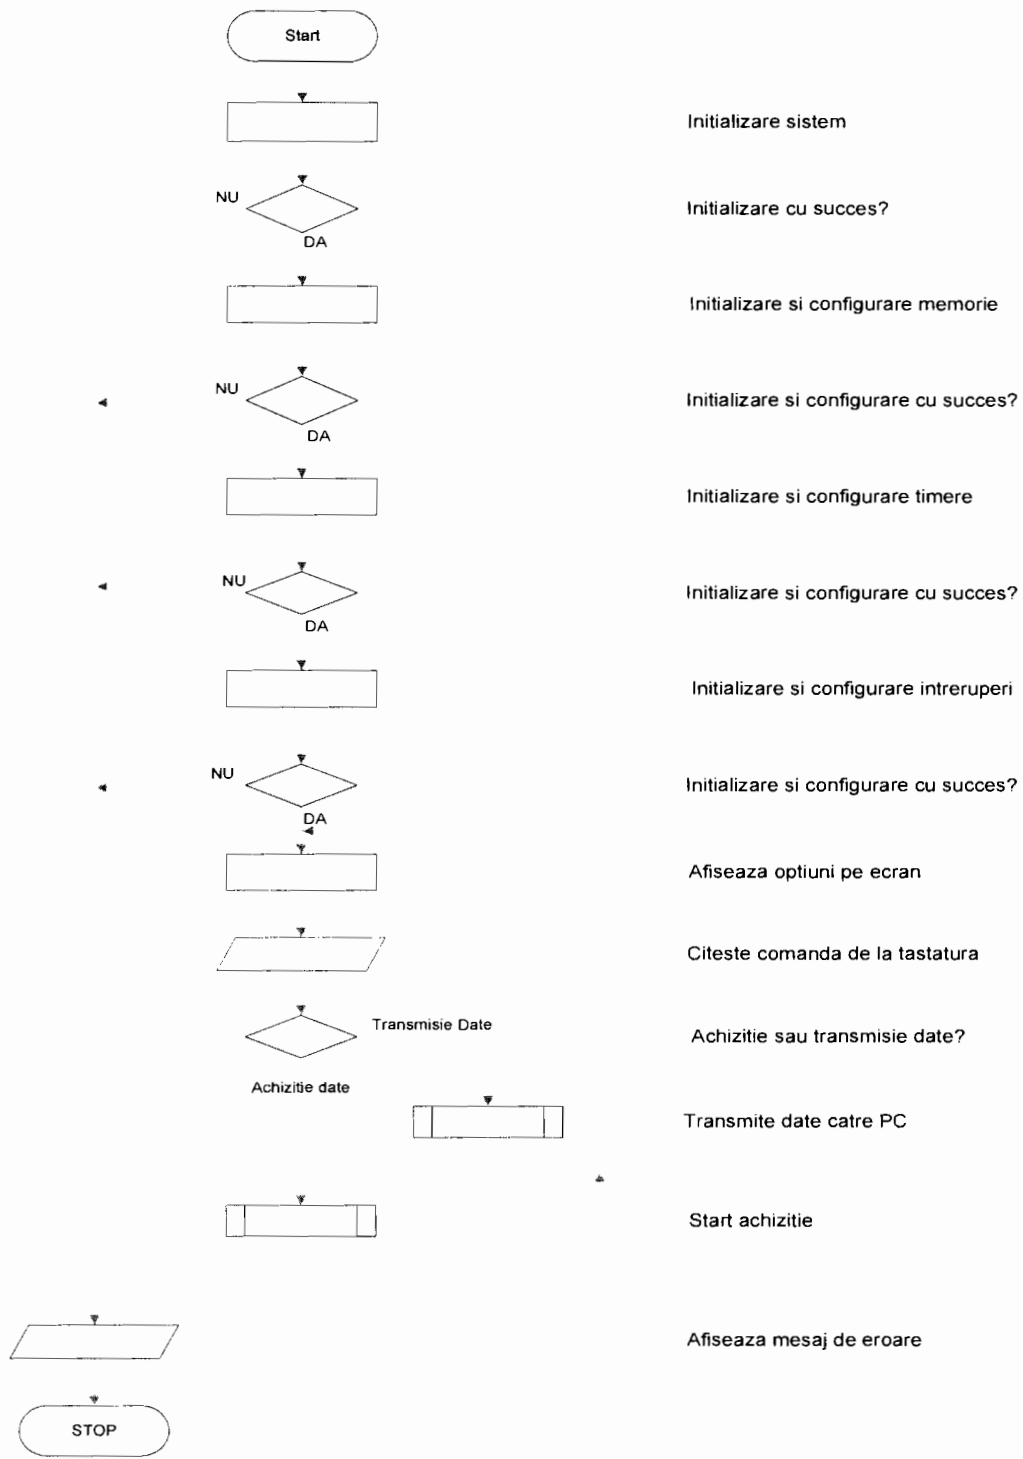 Start
Initializare sistem
NU
Initializare cu succes?
DA
Initializare si configurare memorie
NU
Initializare si configurare cu succes?
DA
Initializare si configurare timere
NU
Initializare si configurare cu succes?
DA
Initializare si configurare intreruperi
NU
Initializare si configurare cu succes?
DA
Afiseaza optiuni pe ecran
Citeste comanda de la tastatura
Transmisie Date
Achizitie sau transmisie date?
Achizitie date
Transmite date catre PC
Start achizitie
Afiseaza mesaj de eroare
STOP